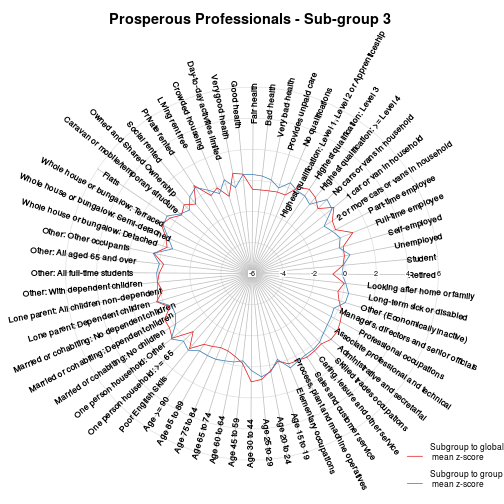 Prosperous Professionals - Sub-group 3
Fair health
Bad health
Very bad health
Provides unpaid care
No qualifications
Highest qualification: Level 1, Level 2 or Apprenticeship
Highest qualification: Level 3
Highest qualification: >= Level 4
No cars or vans in household
1 car or van in household
2 or more cars or vans in household
Part-time employee
Full-time employee
Self-employed
Unemployed
Student
Retired
Looking after home or family
Long-term sick or disabled
Other (Economically inactive)
Managers, directors and senior officials
Professional occupations
Associate professional and technical
Administrative and secretarial
Skilled trades occupations
Caring, leisure and other service
Sales and customer service
Process, plant and machine operatives
Elementary occupations
Age 15 to 19
Age 20 to 24
Age 25 to 29
Age 30 to 44
Age 45 to 59
Age 60 to 64
Age 65 to 74
Age 75 to 84
Age 85 to 89
Age >= 90
Poor English Skills
One person household: >= 65
One person household: Other
Married or cohabiting: No children
Married or cohabiting: Dependent children
Married or cohabiting: No dependent children
Lone parent: Dependent children
Lone parent: All children non-dependent
Other: With dependent children
Other: All full-time students
Other: All aged 65 and over
Other: Other occupants
Whole house or bungalow: Detached
Whole house or bungalow: Semi-detached
Whole house or bungalow: Terraced
Flats
Caravan or mobile/temporary structure
Owned and Shared Ownership
Social rented
Private rented
Living rent free
Crowded housing
Day-to-day activities limited
Very good health
Good health
-6 -4 -2 0 2 4 6
Subgroup to global
mean z-score
Subgroup to group
mean z-score